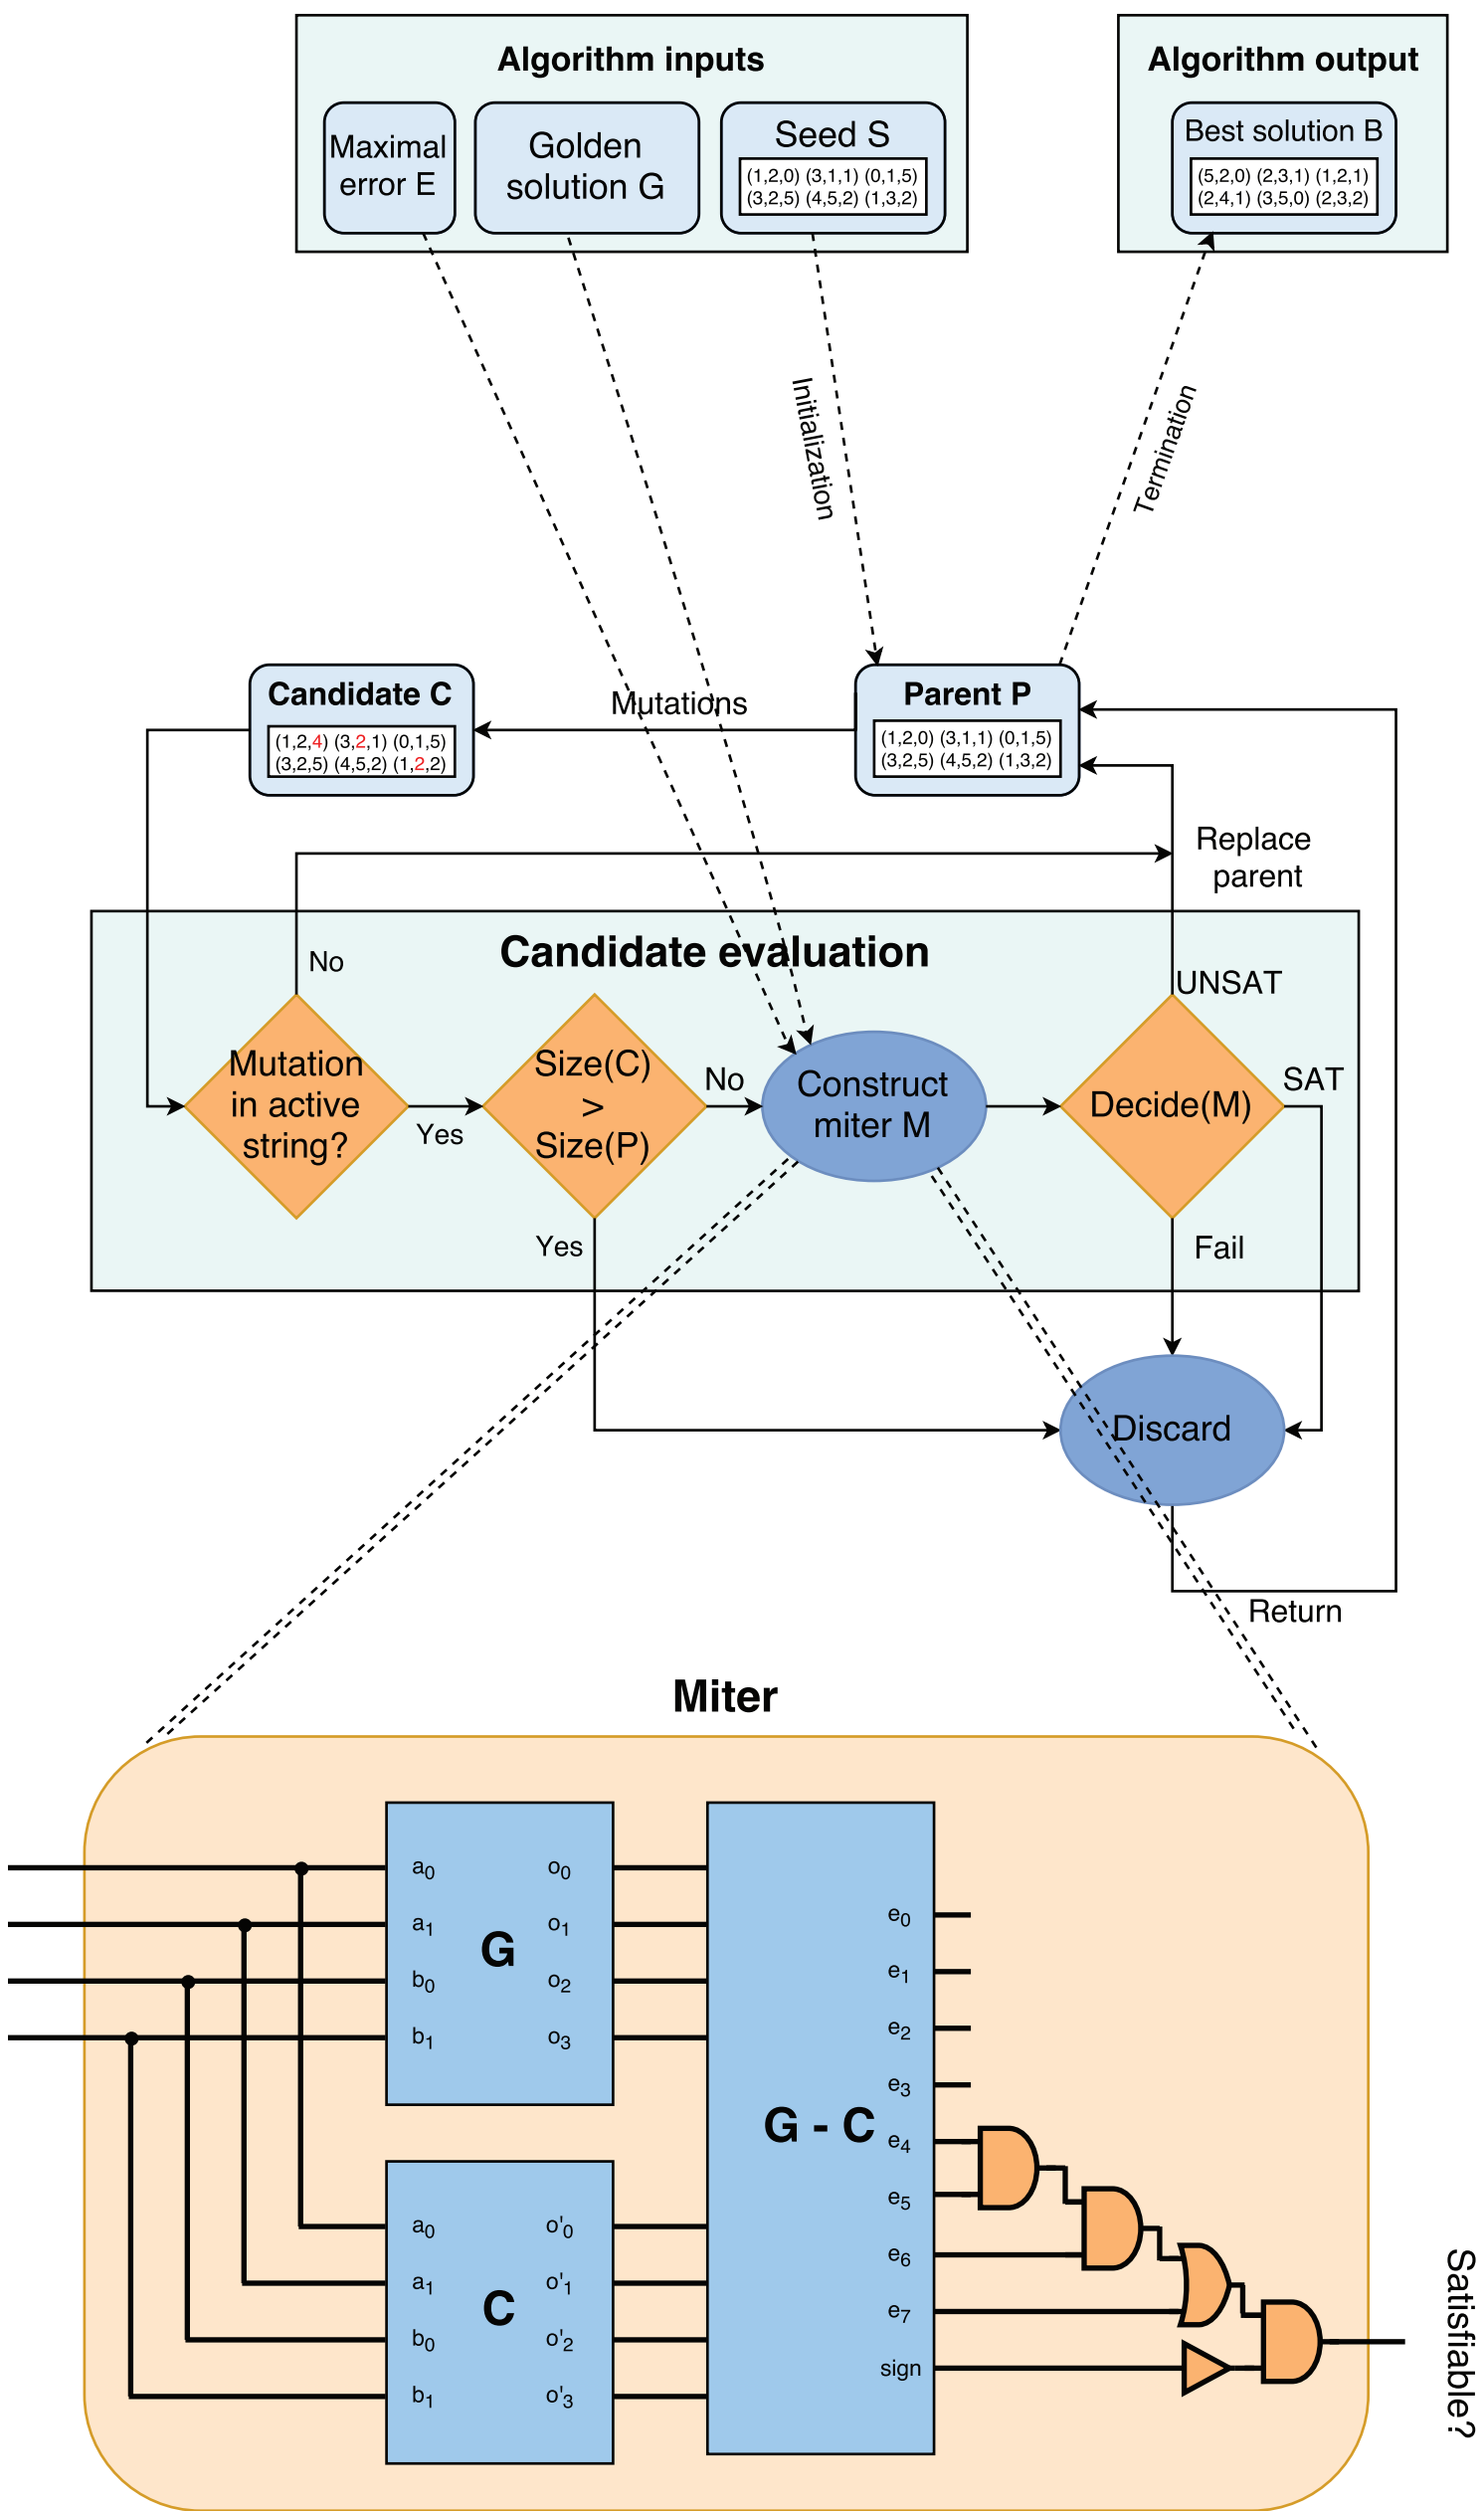 Algorithm inputs
Maximal
error E
Golden
solution G
Seed S
(1,2,0) (3,1,1) (0,1,5)
(3,2,5) (4,5,2) (1,3,2)
Algorithm output
Best solution B
(5,2,0) (2,3,1) (1,2,1)
(2,4,1) (3,5,0) (2,3,2)
Initialization
Termination
Candidate C
(1,2,4) (3,2,1) (0,1,5)
(3,2,5) (4,5,2) (1,2,2)
Mutations
Parent P
(1,2,0) (3,1,1) (0,1,5)
(3,2,5) (4,5,2) (1,3,2)
Replace
parent
Candidate evaluation
No
Mutation
in active
string?
Yes
Size(C)
>
Size(P)
No
Yes
Construct
miter M
UNSAT
Decide(M)
SAT
Fail
Discard
Return
Miter
a0
a1
b0
b1
G
o0
o1
o2
o3
a0
a1
b0
b1
C
o'0
o'1
o'2
o'3
G - C
e0
e1
e2
e3
e4
e5
e6
e7
sign
Satisfiable?